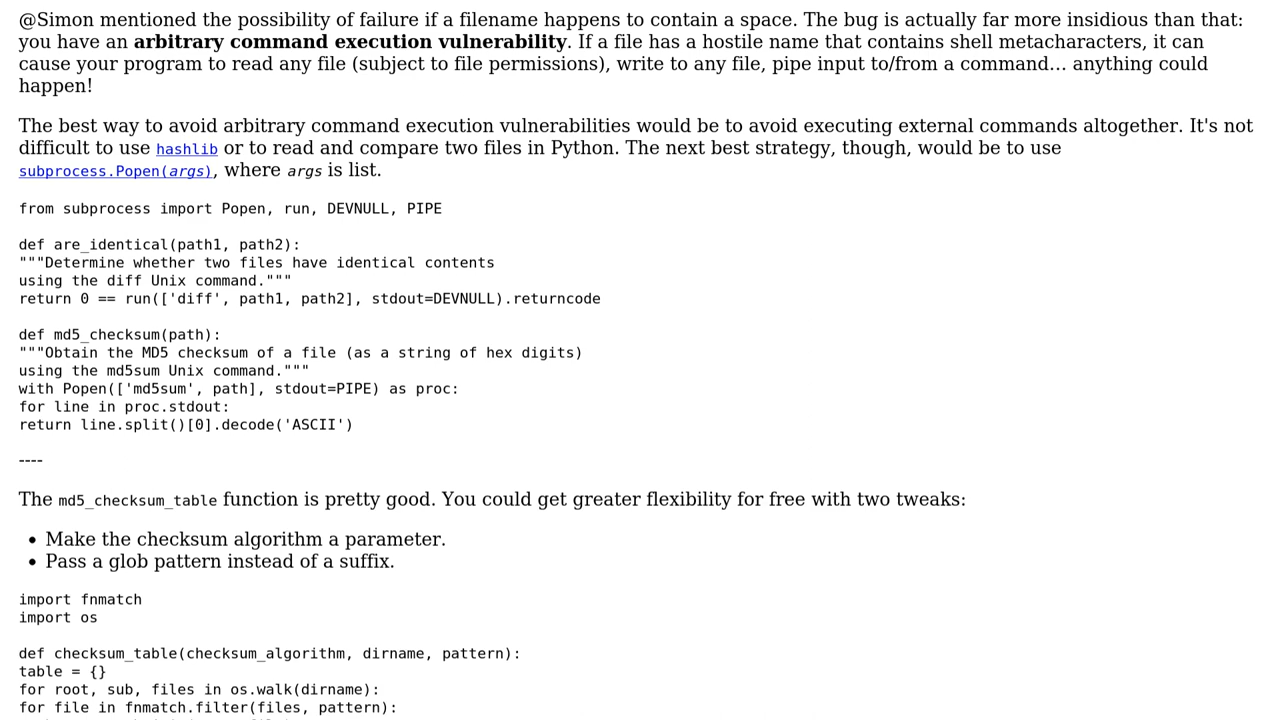 @Simon mentioned the possibility of failure if a filename happens to contain a space. The bug is actually far more insidious than that:
you have an arbitrary command execution vulnerability. If a file has a hostile name that contains shell metacharacters, it can
cause your program to read any file (subject to file permissions), write to any file, pipe input to/from a command… anything could
happen!
The best way to avoid arbitrary command execution vulnerabilities would be to avoid executing external commands altogether. It's not
difficult to use hashlib or to read and compare two files in Python. The next best strategy, though, would be to use
subprocess.Popen(args), where args is list.
from subprocess import Popen, run, DEVNULL, PIPE
def are_identical(path1, path2):
"""Determine whether two files have identical contents
using the diff Unix command."""
return 0 == run(['diff', path1, path2], stdout=DEVNULL).returncode
def md5_checksum(path):
"""Obtain the MD5 checksum of a file (as a string of hex digits)
using the md5sum Unix command."""
with Popen(['md5sum', path], stdout=PIPE) as proc:
for line in proc.stdout:
return line.split()[0].decode('ASCII')
----
The md5_checksum_table function is pretty good. You could get greater flexibility for free with two tweaks:
• Make the checksum algorithm a parameter.
• Pass a glob pattern instead of a suffix.
import fnmatch
import os
def checksum_table(checksum_algorithm, dirname, pattern):
table = {}
for root, sub, files in os.walk(dirname):
for file in fnmatch.filter(files, pattern):